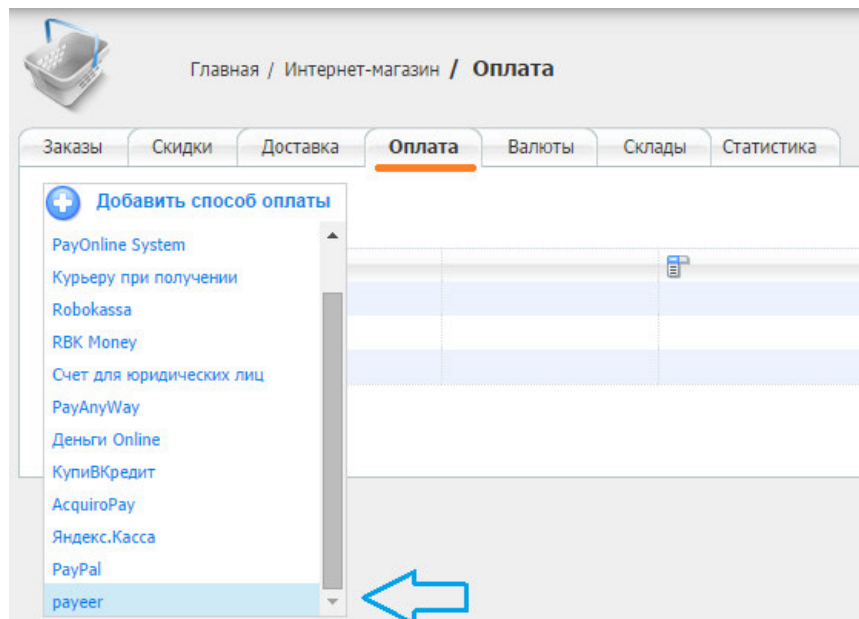 Главная / Интернет-магазин / Оплата
Заказы Скидки Доставка Оплата Валюты Склады Статистика
Добавить способ оплаты
PayOnline System
Курьеру при получении
Robokassa
RBK Money
Счет для юридических лиц
PayAnyWay
Деньги Online
КупиВКредит
AcquiroPay
Яндекс.Касса
PayPal
payeer